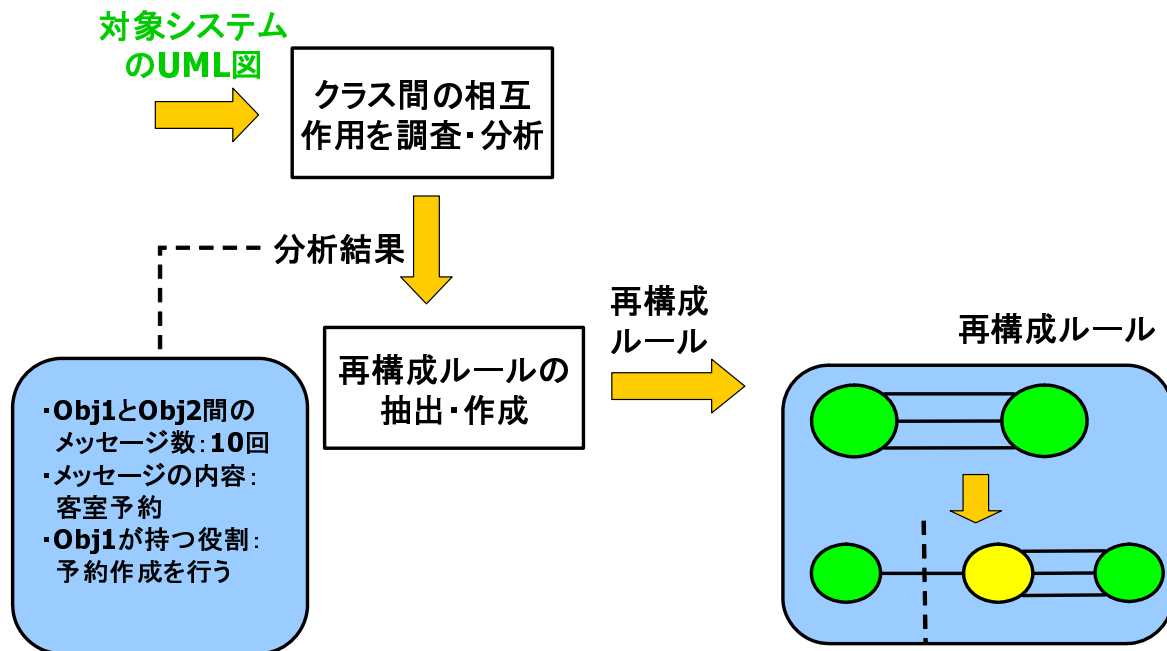 対象システム
のUML図
クラス間の相互
作用を調査・分析
分析結果
再構成
ルール
再構成ルールの
抽出・作成
再構成ルール
・Obj1とObj2間の
メッセージ数：10回
・メッセージの内容：
客室予約
・Obj1が持つ役割：
予約作成を行う